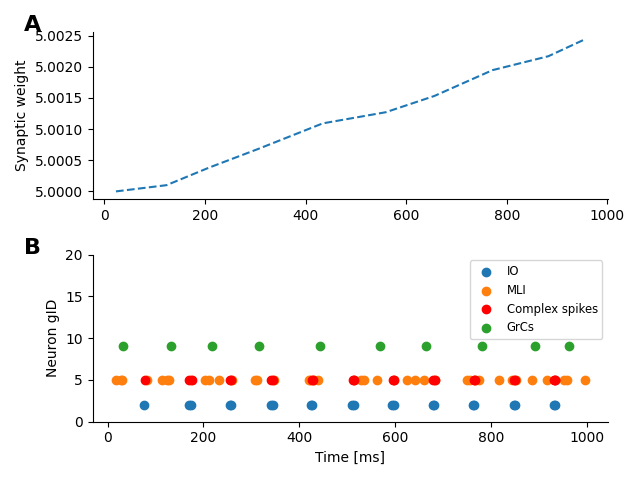 A
5.0025
5.0020
5.0015
5.0010
5.0005
5.0000
Synaptic weight
0 200 400 600 800 1000
B
20
15
10
5
0
Neuron gID
IO
MLI
Complex spikes
GrCs
0 200 400 600 800 1000
Time [ms]